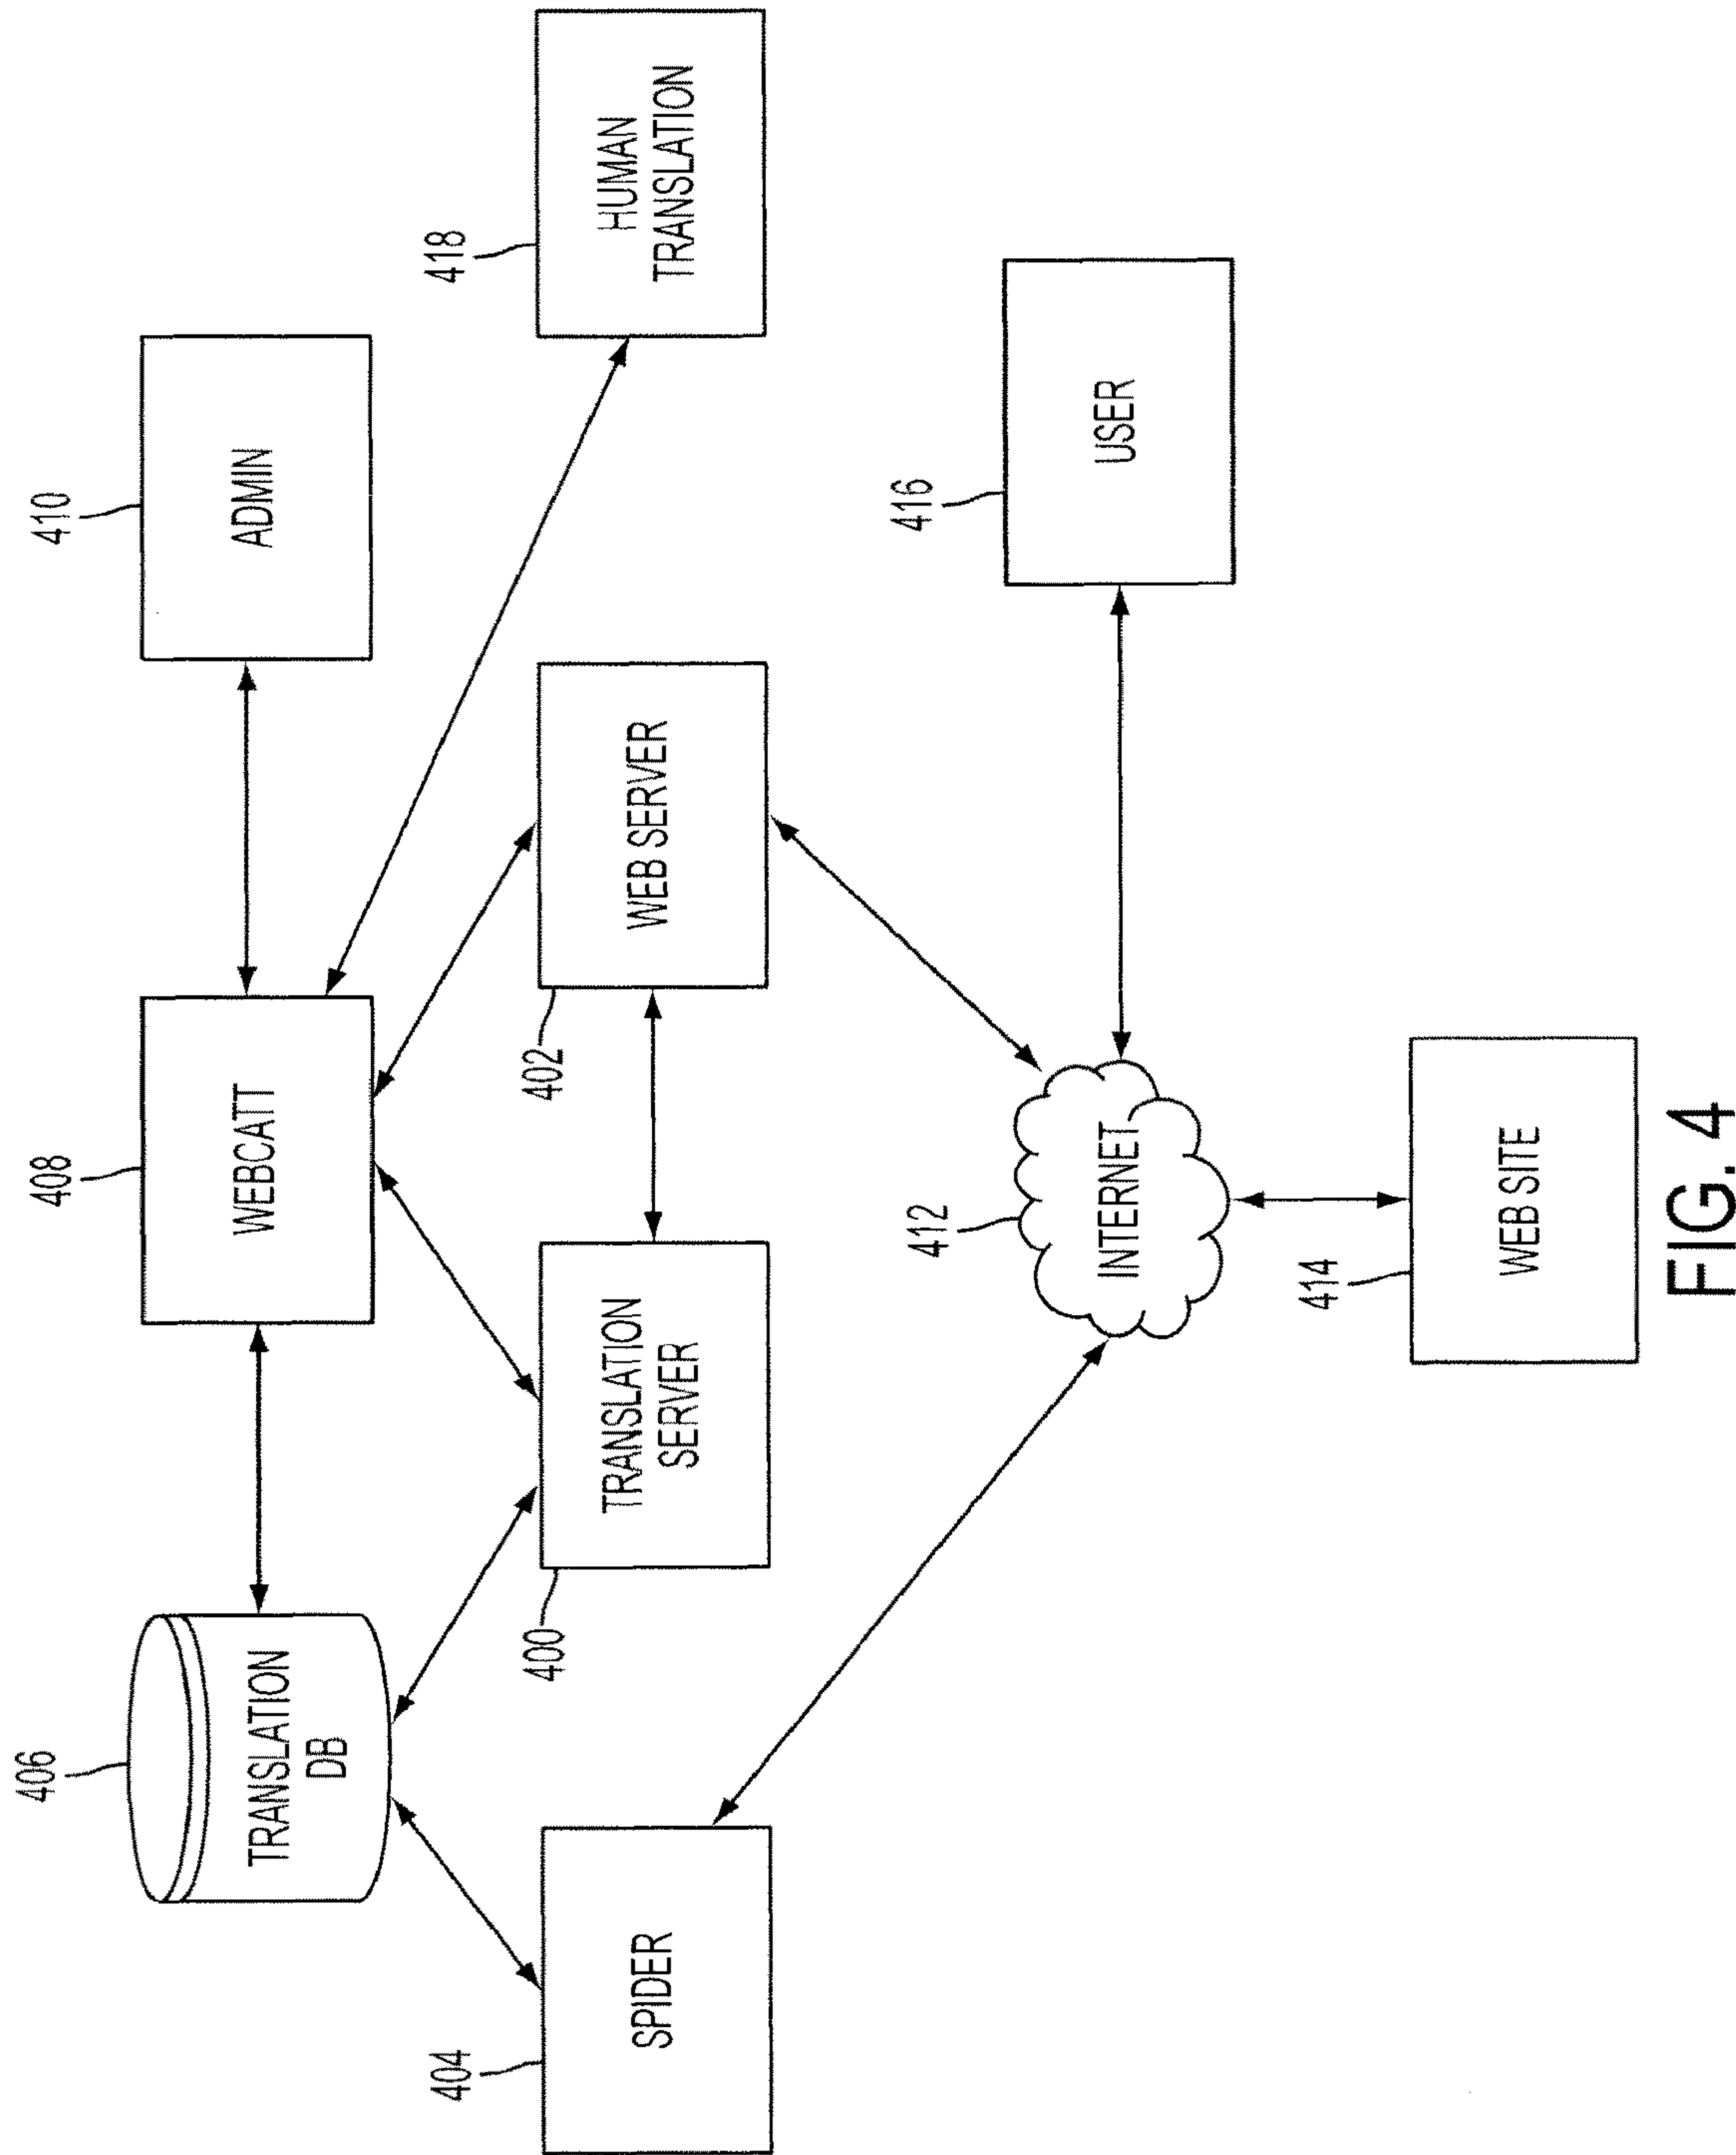 406
TRANSLATION
DB
408
WEBCATT
410
ADMIN
404
SPIDER
400
TRANSLATION
SERVER
402
WEB SERVER
418
HUMAN
TRANSLATION
412
INTERNET
416
USER
414
WEB SITE
FIG. 4